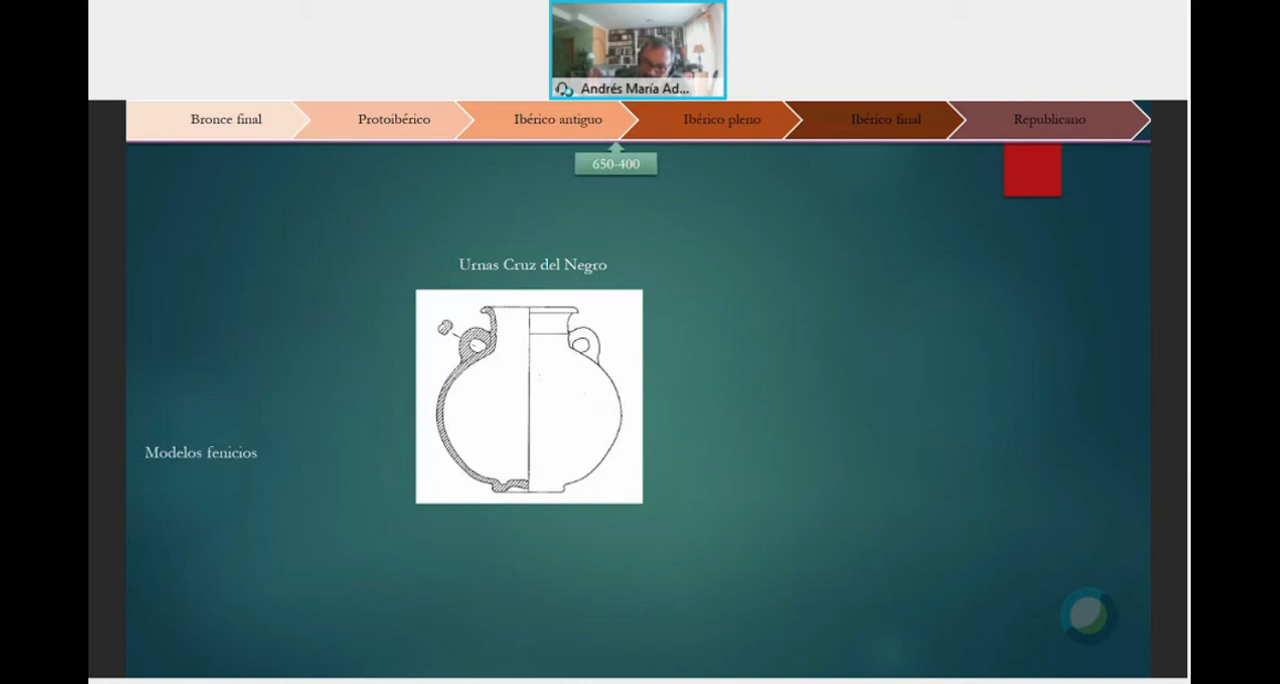 Andrés María Ad...
Bronce final
Protoibérico
Ibérico antiguo
Ibérico pleno
Ibérico final
Republicano
650-400
Urnas Cruz del Negro
Modelos fenicios